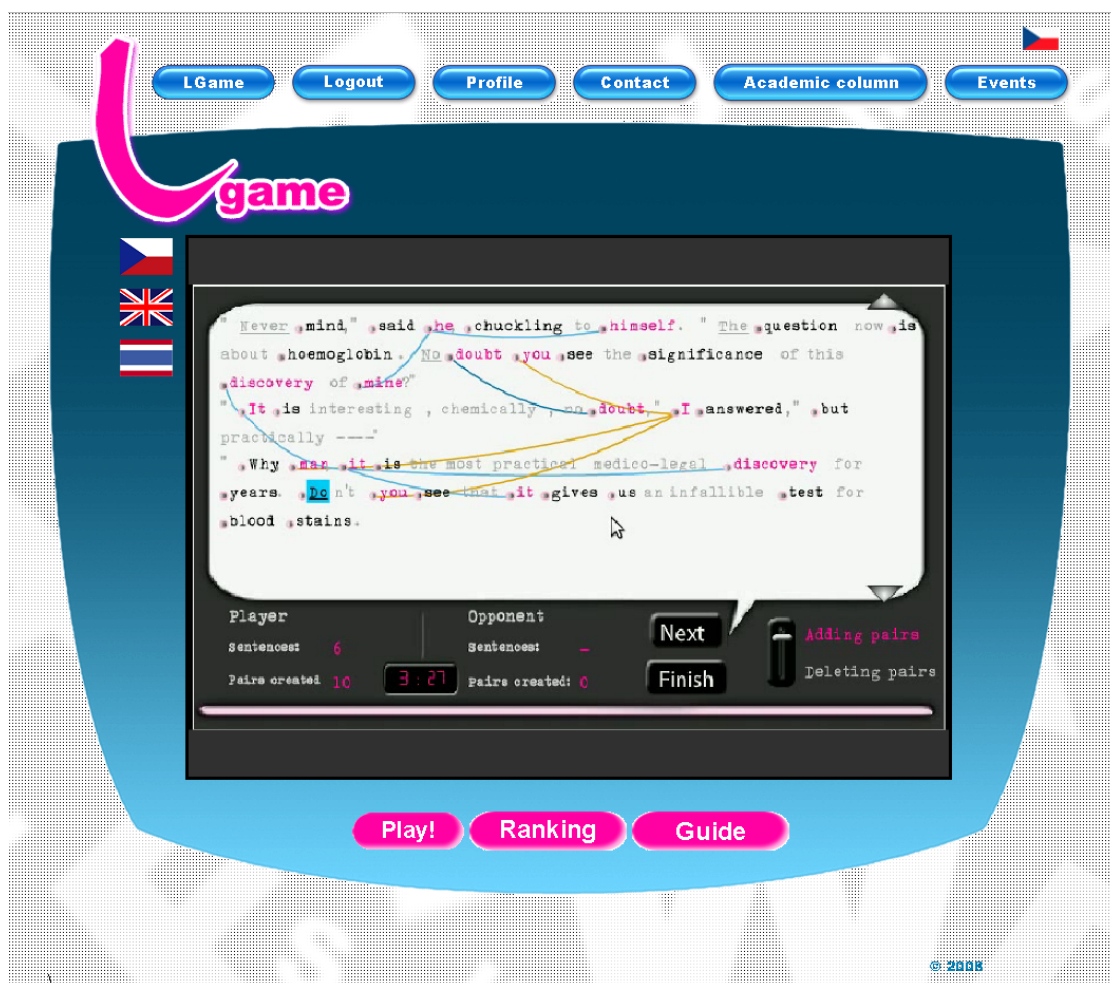 LGame Logout Profile Contact Academic column Events
L
game
" Never mind," said he chuckling to himself. " The question now is
about hoemoglobin . No doubt you see the significance of this
discovery of mine?"
" It is interesting , chemically , no doubt," I answered," but
practically ----"
" Why man it is the most practical medico-legal discovery for
years. Do n't you see that it gives us an infallible test for
blood stains.
Player Opponent
Sentences: 6 Sentences: –
Pairs created 10 3:27 Pairs created: 0
Next
Finish
Adding pairs
Deleting pairs
Play! Ranking Guide
© 2008